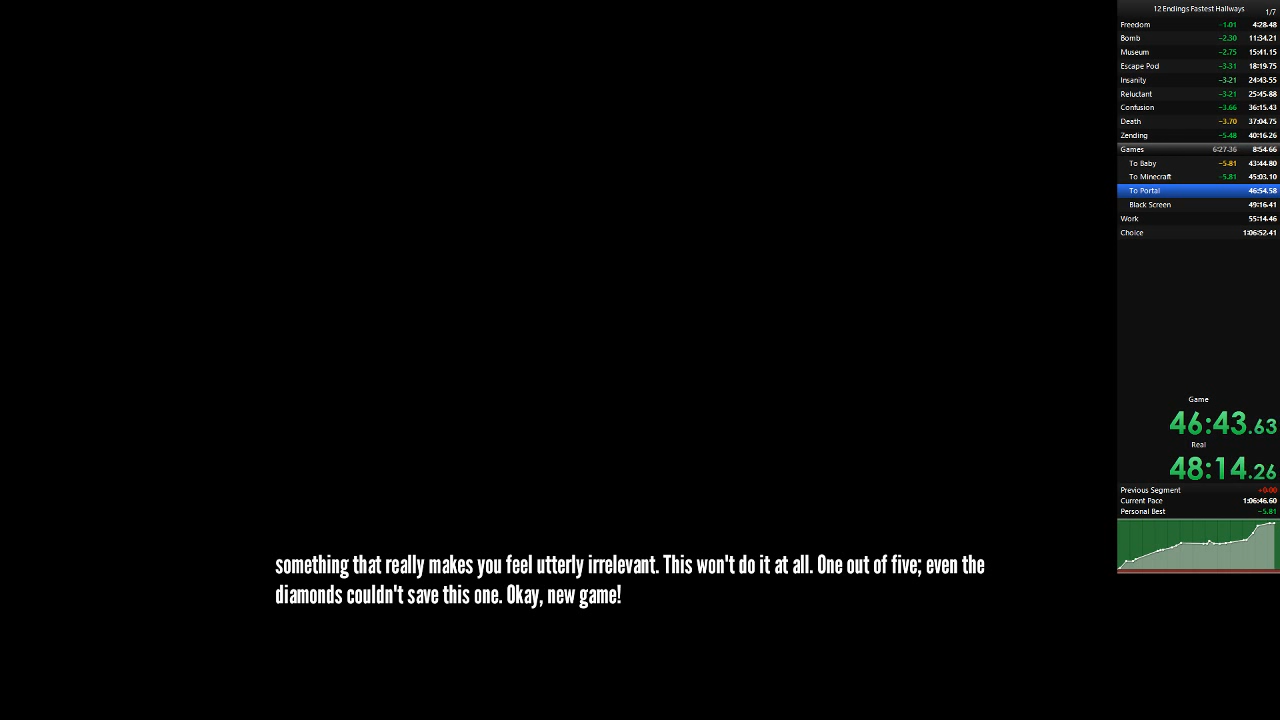 12 Endings Fastest Hallways 1/7
Freedom -1.01 4:28.48
Bomb -2.30 11:34.21
Museum -2.75 15:41.15
Escape Pod -3.31 18:19.75
Insanity -3.21 24:43.55
Reluctant -3.21 25:45.88
Confusion -3.66 36:15.43
Death -3.70 37:04.75
Zending -5.48 40:16.26
Games 6:27.36 8:54.66
To Baby -5.81 43:44.80
To Minecraft -5.81 45:03.10
To Portal 46:54.58
Black Screen 49:16.41
Work 55:14.46
Choice 1:06:52.41
Game
46:43.63
Real
48:14.26
Previous Segment +0.00
Current Pace 1:06:46.60
Personal Best -5.81
something that really makes you feel utterly irrelevant. This won't do it at all. One out of five; even the
diamonds couldn't save this one. Okay, new game!